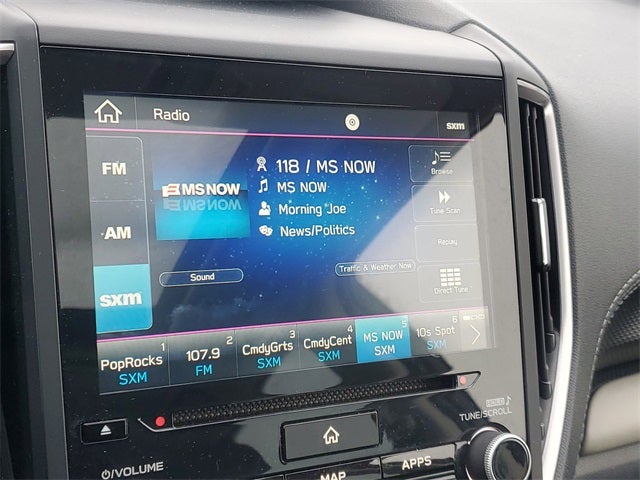 Radio
sxm
FM
118 / MS NOW
Browse
MS NOW
MS NOW
Morning Joe
Tune Scan
AM
News/Politics
Replay
Sound
Traffic & Weather Now
Direct Tune
sxm
1 PopRocks SXM
2 107.9 FM
3 CmdyGrts SXM
4 CmdyCent SXM
5 MS NOW SXM
6 10s Spot SXM
TUNE/SCROLL
VOLUME
MAP
APPS